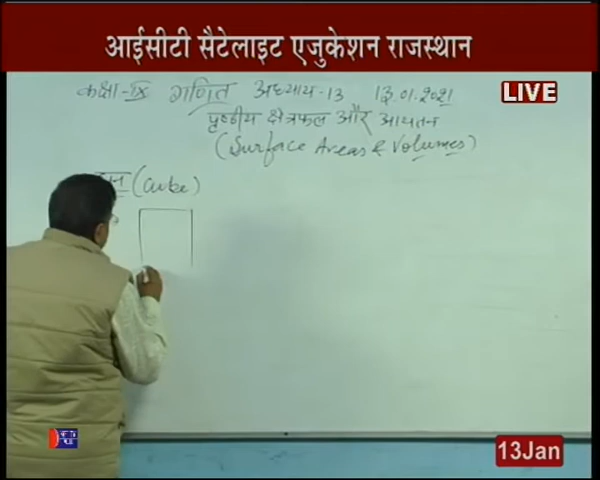 आईसीटी सैटेलाइट एजुकेशन राजस्थान
LIVE
कक्षा-IX गणित अध्याय-13 13.01.2021
पृष्ठीय क्षेत्रफल और आयतन
(Surface Areas & Volumes)
(Cube)
13Jan